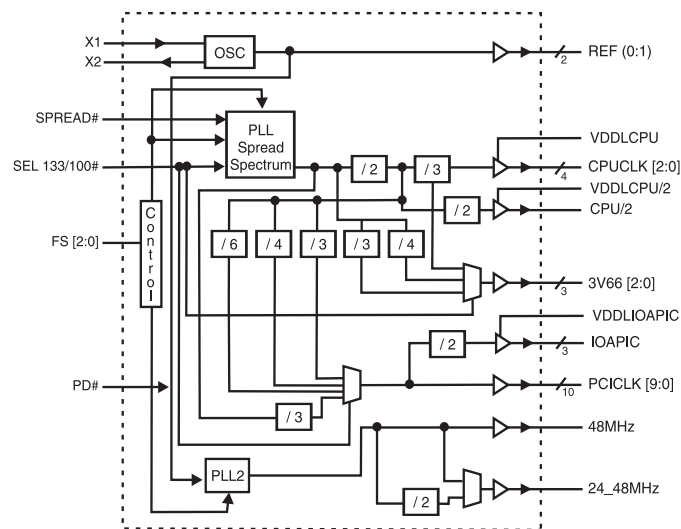 X1
X2
OSC
REF (0:1)
2
SPREAD#
PLL
Spread
Spectrum
SEL 133/100#
/ 2
/ 3
VDDLCPU
CPUCLK [2:0]
4
VDDLCPU/2
/ 2
CPU/2
Control
FS [2:0]
/ 6
/ 4
/ 3
/ 3
/ 4
3V66 [2:0]
3
VDDLIOAPIC
/ 2
IOAPIC
3
PD#
PCICLK [9:0]
10
/ 3
48MHz
PLL2
/ 2
24_48MHz